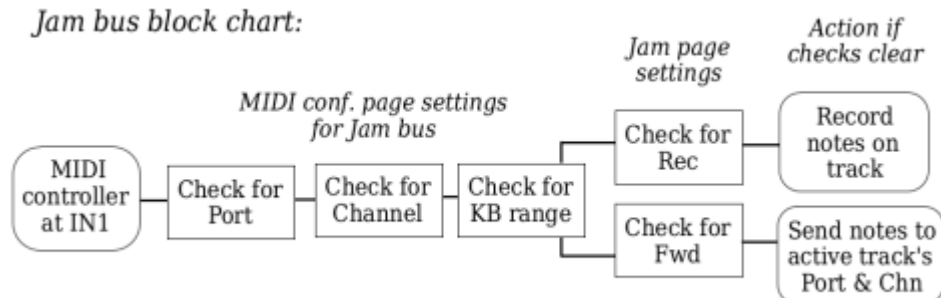 Jam bus block chart:
Action if
checks clear
Jam page
settings
MIDI conf. page settings
for Jam bus
MIDI
controller
at IN1
Check for
Port
Check for
Channel
Check for
KB range
Check for
Rec
Record
notes on
track
Check for
Fwd
Send notes to
active track's
Port & Chn